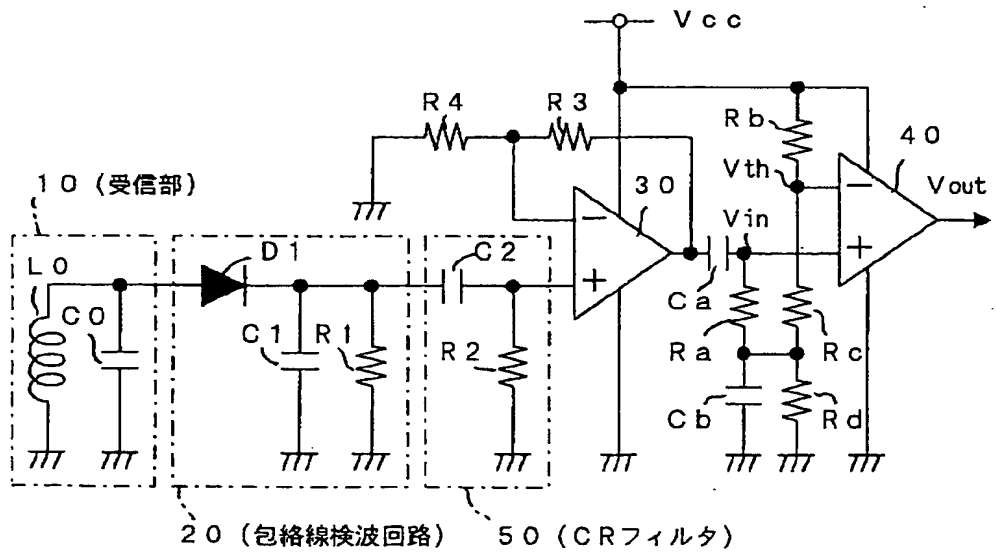 Vcc
R4
R3
Rb
40
10 (受信部)
30
Vth
Vout
Vin
L0
D1
C2
C0
C1
R1
R2
Ca
Ra
Rc
Cb
Rd
20 (包絡線検波回路)
50 (CRフィルタ)
−
+
−
+